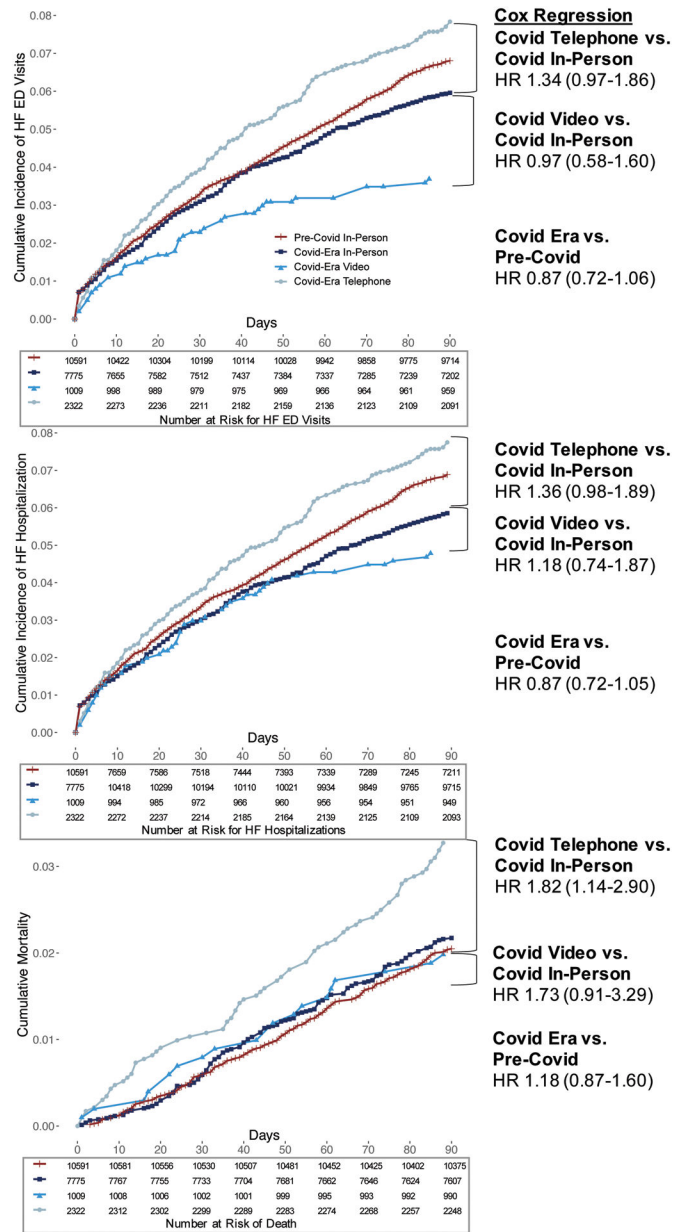 Cox Regression
Covid Telephone vs.
Covid In-Person
HR 1.34 (0.97-1.86)
Covid Video vs.
Covid In-Person
HR 0.97 (0.58-1.60)
Covid Era vs.
Pre-Covid
HR 0.87 (0.72-1.06)
Cumulative Incidence of HF ED Visits
0.08
0.07
0.06
0.05
0.04
0.03
0.02
0.01
0.00
Pre-Covid In-Person
Covid-Era In-Person
Covid-Era Video
Covid-Era Telephone
Days
0 10 20 30 40 50 60 70 80 90
10591 10422 10304 10199 10114 10028 9942 9858 9775 9714
7775 7655 7582 7512 7437 7384 7337 7285 7239 7202
1009 998 989 979 975 969 966 964 961 959
2322 2273 2236 2211 2182 2159 2136 2123 2109 2091
Number at Risk for HF ED Visits
Cumulative Incidence of HF Hospitalization
0.08
0.07
0.06
0.05
0.04
0.03
0.02
0.01
0.00
Covid Telephone vs.
Covid In-Person
HR 1.36 (0.98-1.89)
Covid Video vs.
Covid In-Person
HR 1.18 (0.74-1.87)
Covid Era vs.
Pre-Covid
HR 0.87 (0.72-1.05)
Days
0 10 20 30 40 50 60 70 80 90
10591 7659 7586 7518 7444 7393 7339 7289 7245 7211
7775 10418 10299 10194 10110 10021 9934 9849 9765 9715
1009 994 985 972 966 960 956 954 951 949
2322 2272 2237 2214 2185 2164 2139 2125 2109 2093
Number at Risk for HF Hospitalizations
Cumulative Mortality
0.03
0.02
0.01
0.00
Covid Telephone vs.
Covid In-Person
HR 1.82 (1.14-2.90)
Covid Video vs.
Covid In-Person
HR 1.73 (0.91-3.29)
Covid Era vs.
Pre-Covid
HR 1.18 (0.87-1.60)
Days
0 10 20 30 40 50 60 70 80 90
10591 10581 10556 10530 10507 10481 10452 10425 10402 10375
7775 7767 7755 7733 7704 7681 7662 7646 7624 7607
1009 1008 1006 1002 1001 999 995 993 992 990
2322 2312 2302 2299 2289 2283 2274 2268 2257 2248
Number at Risk of Death